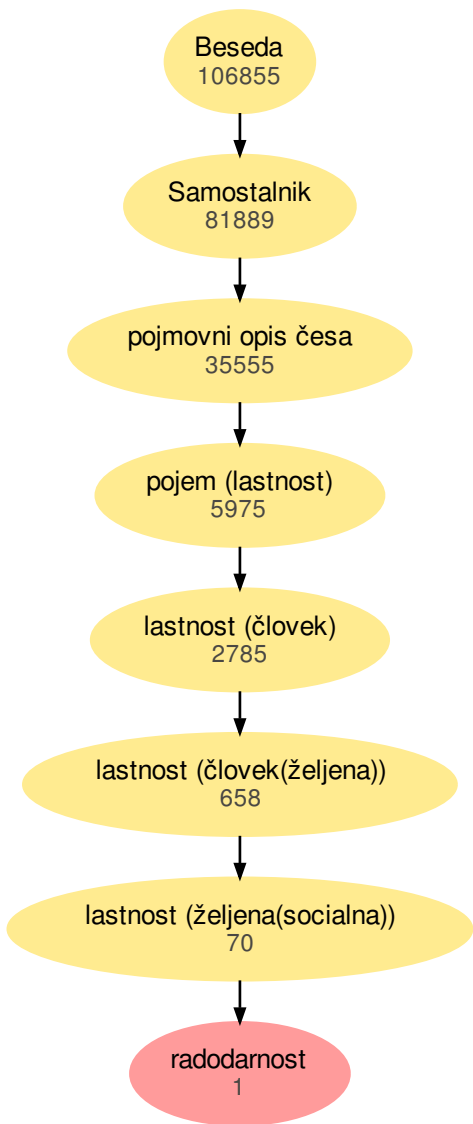 Beseda
106855
Samostalnik
81889
pojmovni opis česa
35555
pojem (lastnost)
5975
lastnost (človek)
2785
lastnost (človek(željena))
658
lastnost (željena(socialna))
70
radodarnost
1